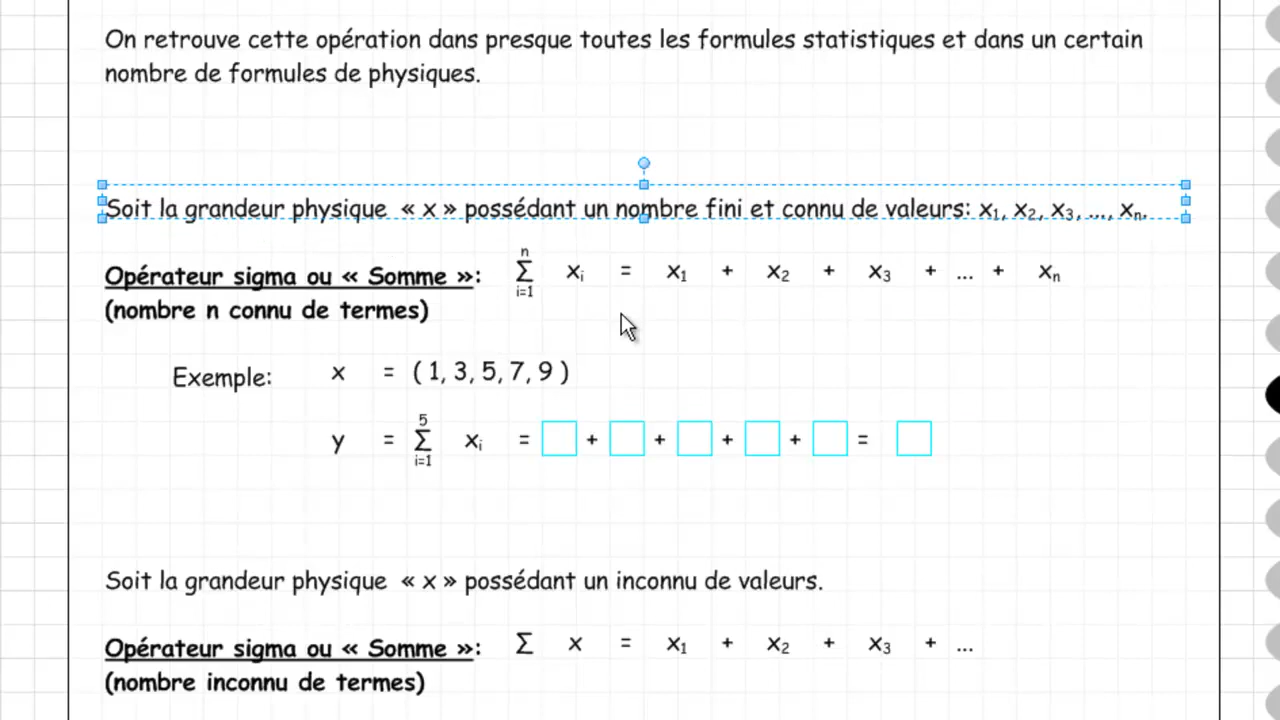 On retrouve cette opération dans presque toutes les formules statistiques et dans un certain
nombre de formules de physiques.
Soit la grandeur physique « x » possédant un nombre fini et connu de valeurs: x₁, x₂, x₃, ..., xₙ.
Opérateur sigma ou « Somme »: n Σ i=1 xᵢ = x₁ + x₂ + x₃ + ... + xₙ
(nombre n connu de termes)
Exemple: x = ( 1, 3, 5, 7, 9 )
y = 5 Σ i=1 xᵢ = + + + + =
Soit la grandeur physique « x » possédant un inconnu de valeurs.
Opérateur sigma ou « Somme »: Σ x = x₁ + x₂ + x₃ + ...
(nombre inconnu de termes)